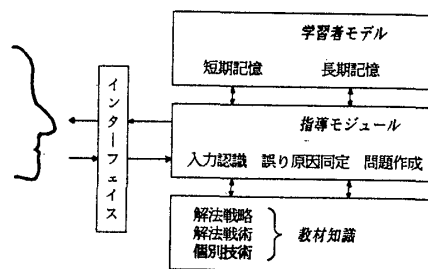 学習者モデル
短期記憶 長期記憶
インターフェイス
指導モジュール
入力認識 誤り原因同定 問題作成
解法戦略
解法戦術
個別技術
教材知識